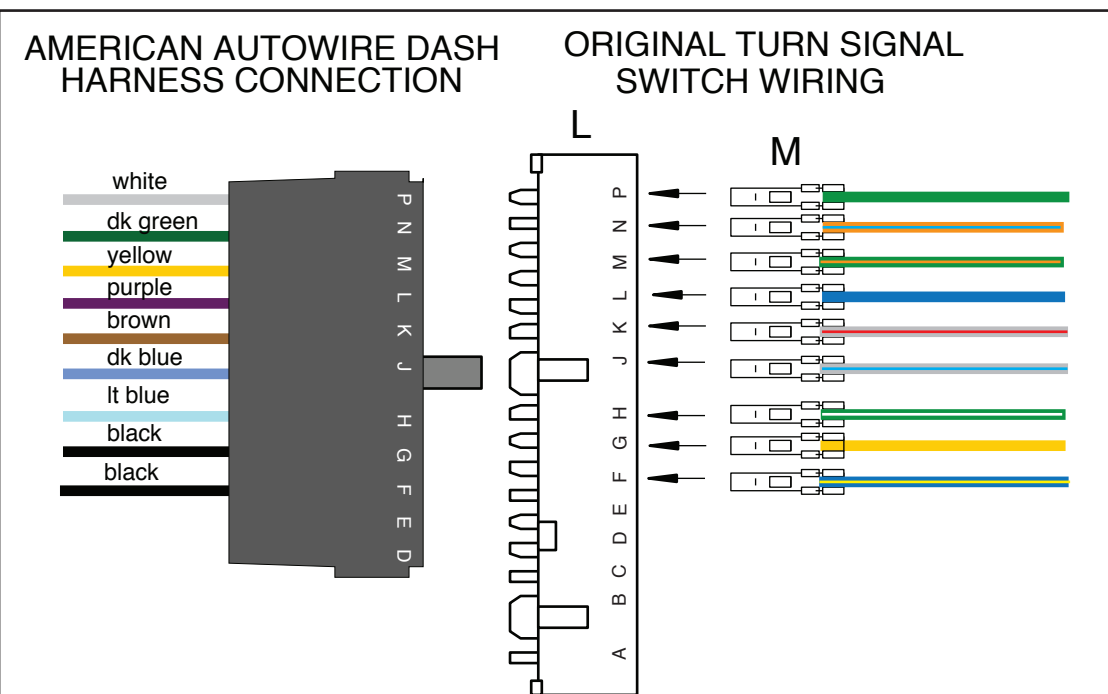 AMERICAN AUTOWIRE DASH
HARNESS CONNECTION
ORIGINAL TURN SIGNAL
SWITCH WIRING
L
M
white
dk green
yellow
purple
brown
dk blue
lt blue
black
black
P
N
M
L
K
J
H
G
F
E
D
P
N
M
L
K
J
H
G
F
E
D
C
B
A